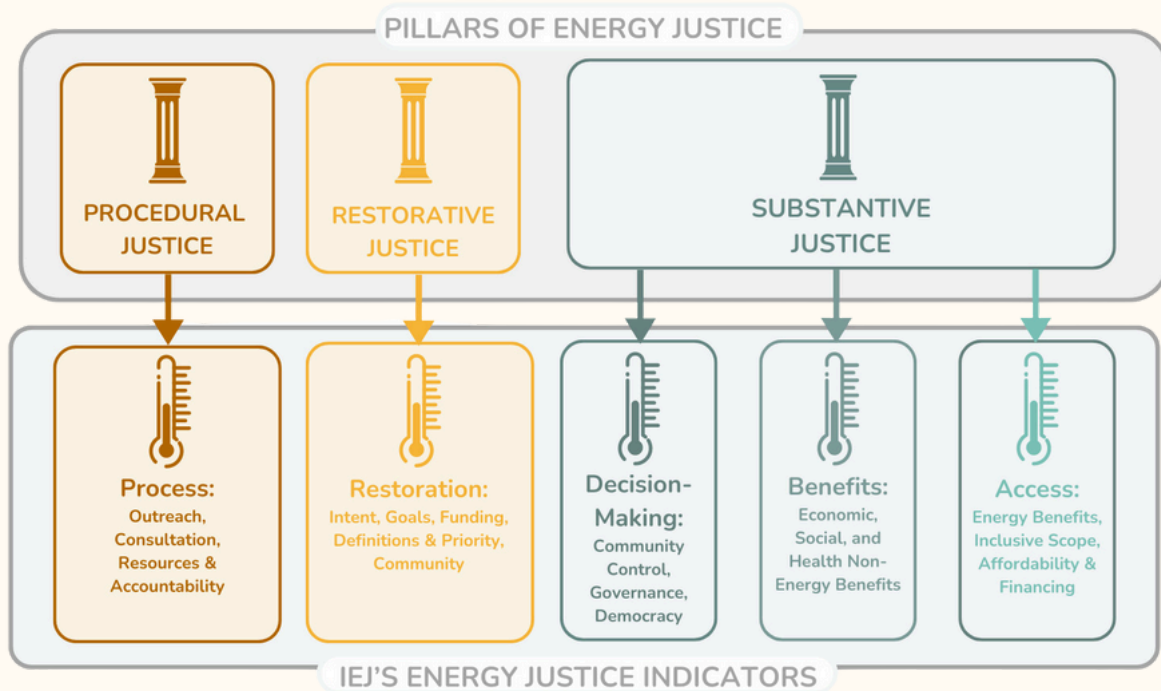 PILLARS OF ENERGY JUSTICE
PROCEDURAL
JUSTICE
RESTORATIVE
JUSTICE
SUBSTANTIVE
JUSTICE
Process:
Outreach,
Consultation,
Resources &
Accountability
Restoration:
Intent, Goals, Funding,
Definitions & Priority,
Community
Decision-
Making:
Community
Control,
Governance,
Democracy
Benefits:
Economic,
Social, and
Health Non-
Energy Benefits
Access:
Energy Benefits,
Inclusive Scope,
Affordability &
Financing
IEJ'S ENERGY JUSTICE INDICATORS